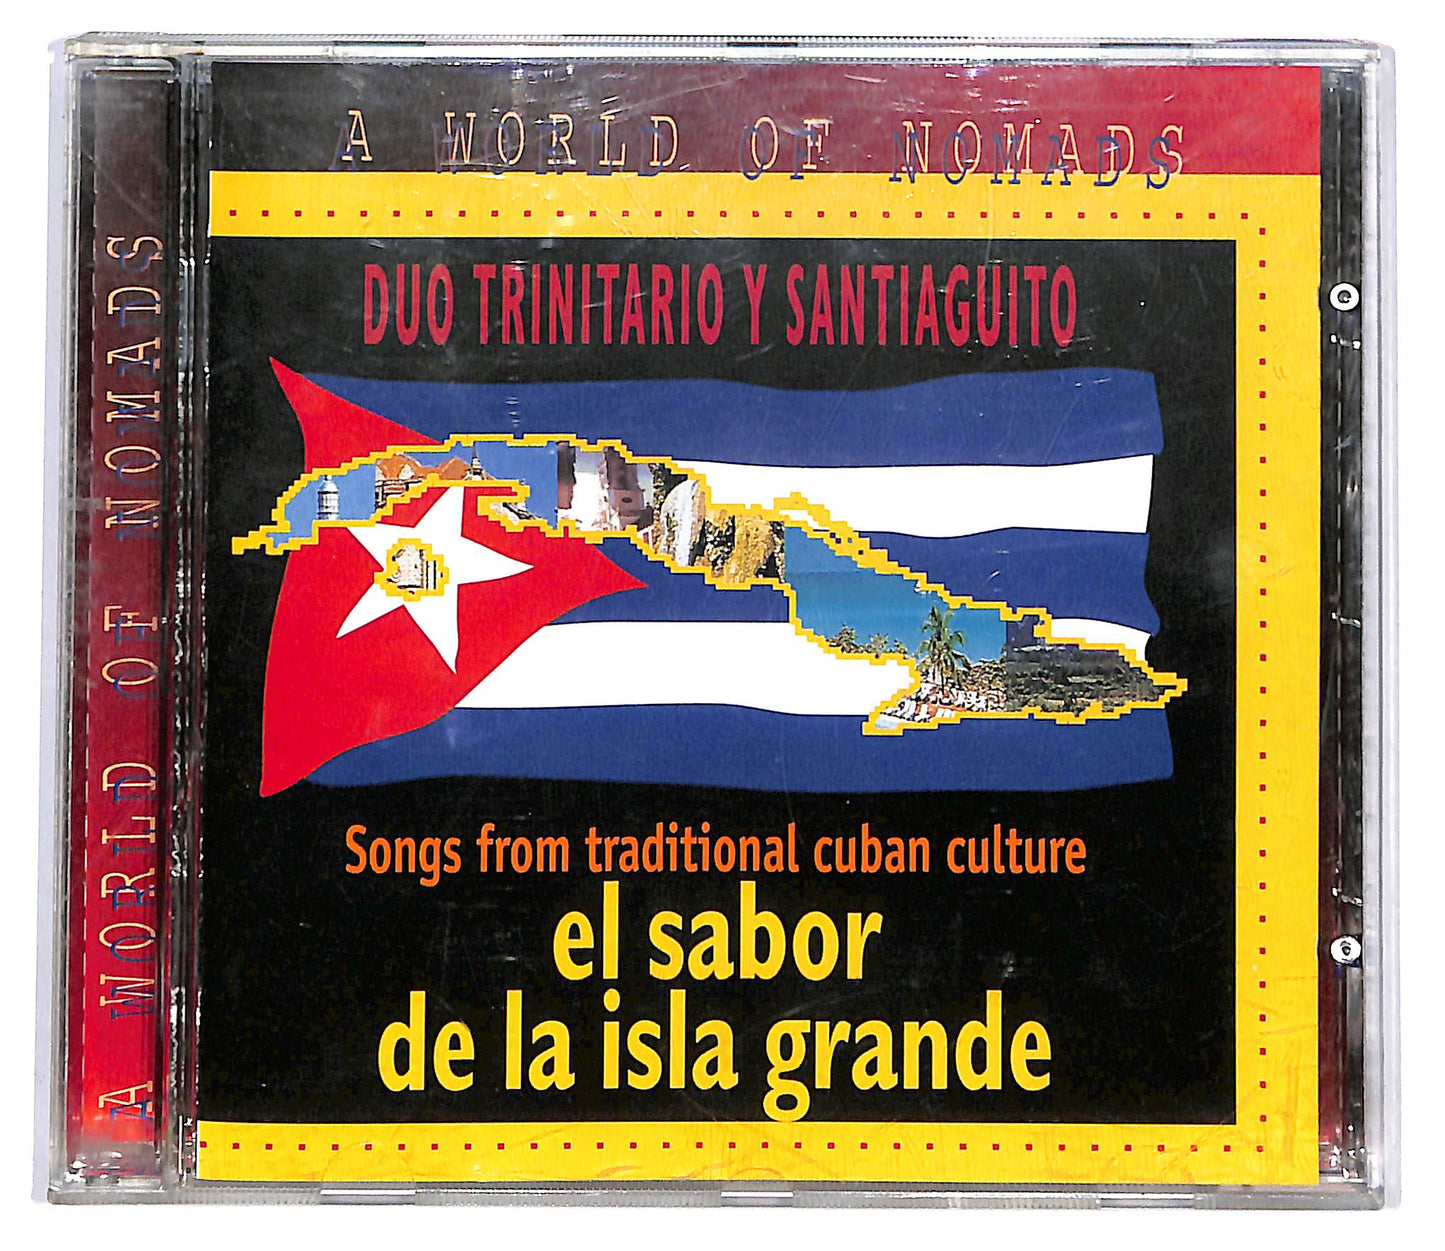 A WORLD OF NOMADS
A WORLD OF NOMADS
DUO TRINITARIO Y SANTIAGUITO
Songs from traditional cuban culture
el sabor
de la isla grande